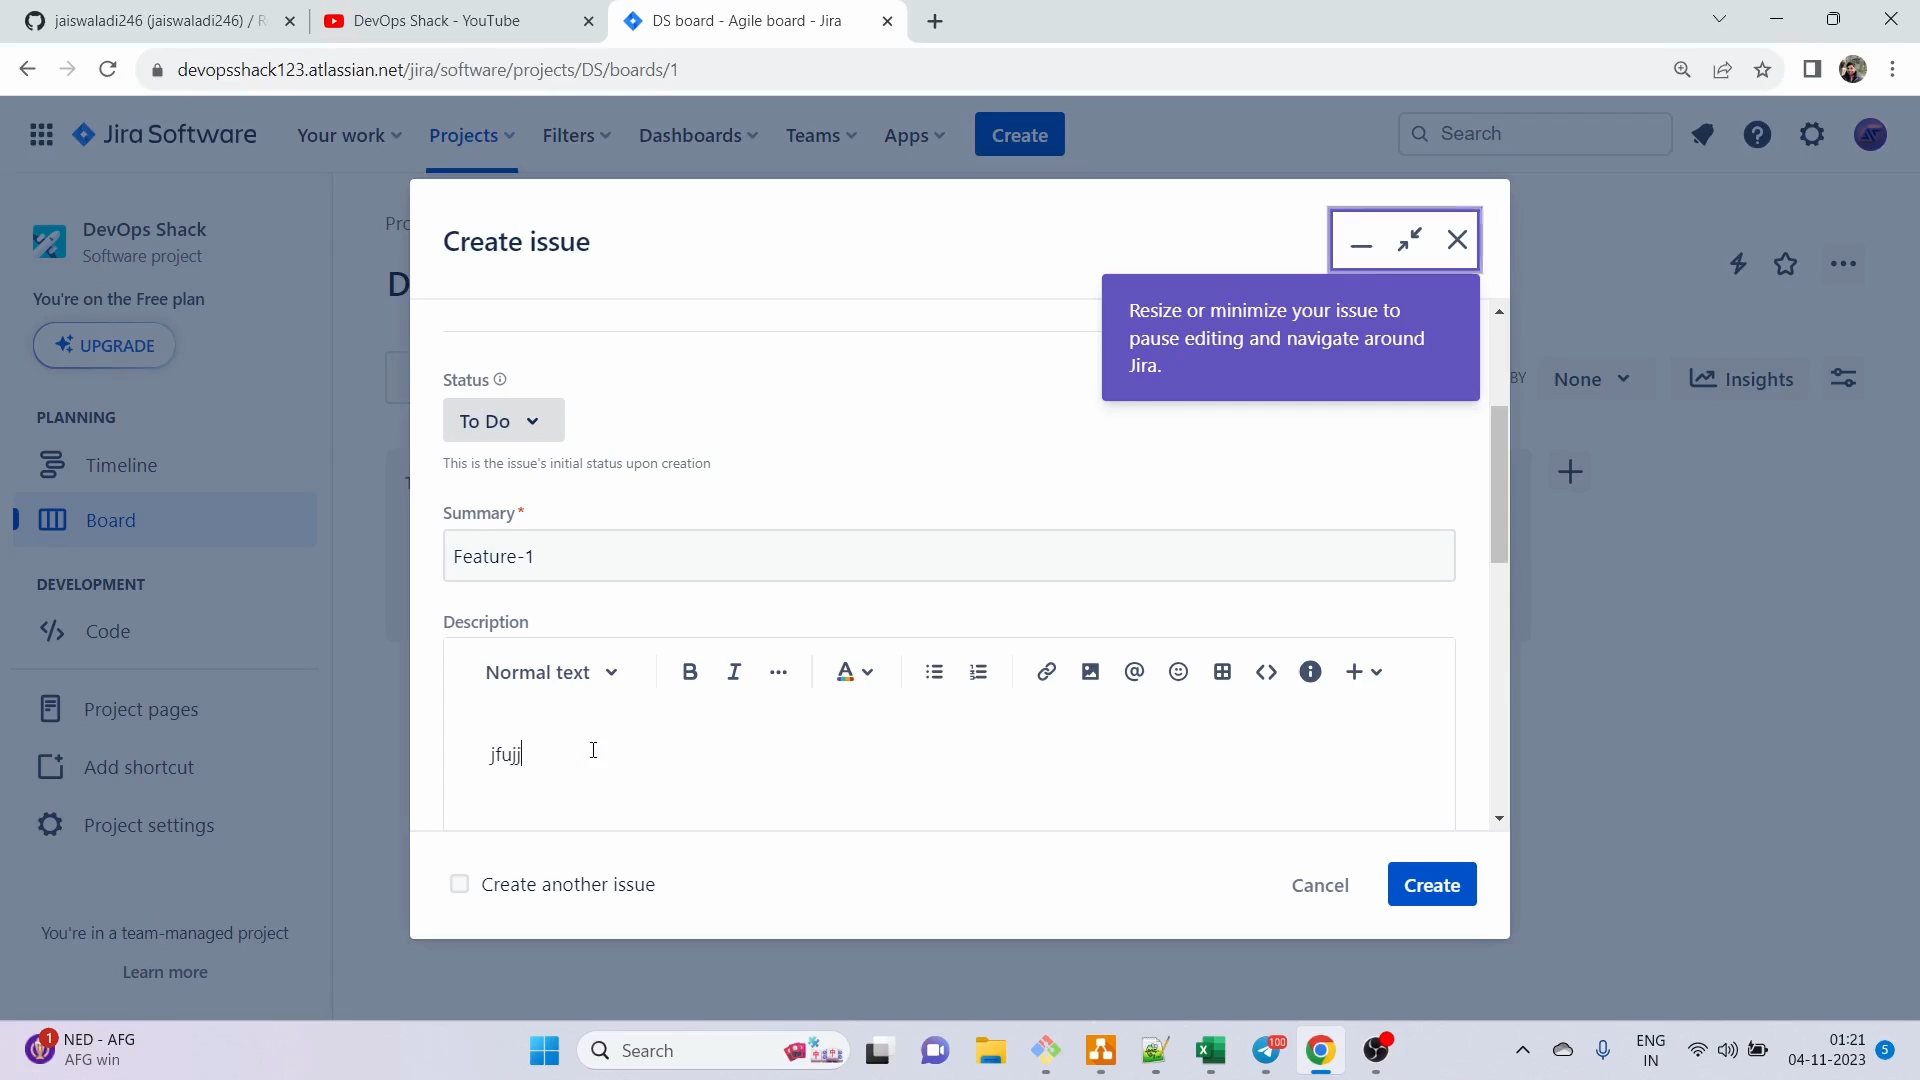 jaiswaladi246 (jaiswaladi246) / R
DevOps Shack - YouTube
DS board - Agile board - Jira
devopsshack123.atlassian.net/jira/software/projects/DS/boards/1
Jira Software
Your work
Projects
Filters
Dashboards
Teams
Apps
Create
Search
DevOps Shack
Software project
You're on the Free plan
UPGRADE
PLANNING
Timeline
Board
DEVELOPMENT
Code
Project pages
Add shortcut
Project settings
You're in a team-managed project
Learn more
Pro
D
BY
None
Insights
Create issue
Resize or minimize your issue to
pause editing and navigate around
Jira.
Status
To Do
This is the issue's initial status upon creation
Summary*
Feature-1
Description
Normal text
B I ... A
jfujj
Create another issue
Cancel
Create
1
NED - AFG
AFG win
Search
100
ENG
IN
01:21
04-11-2023
5